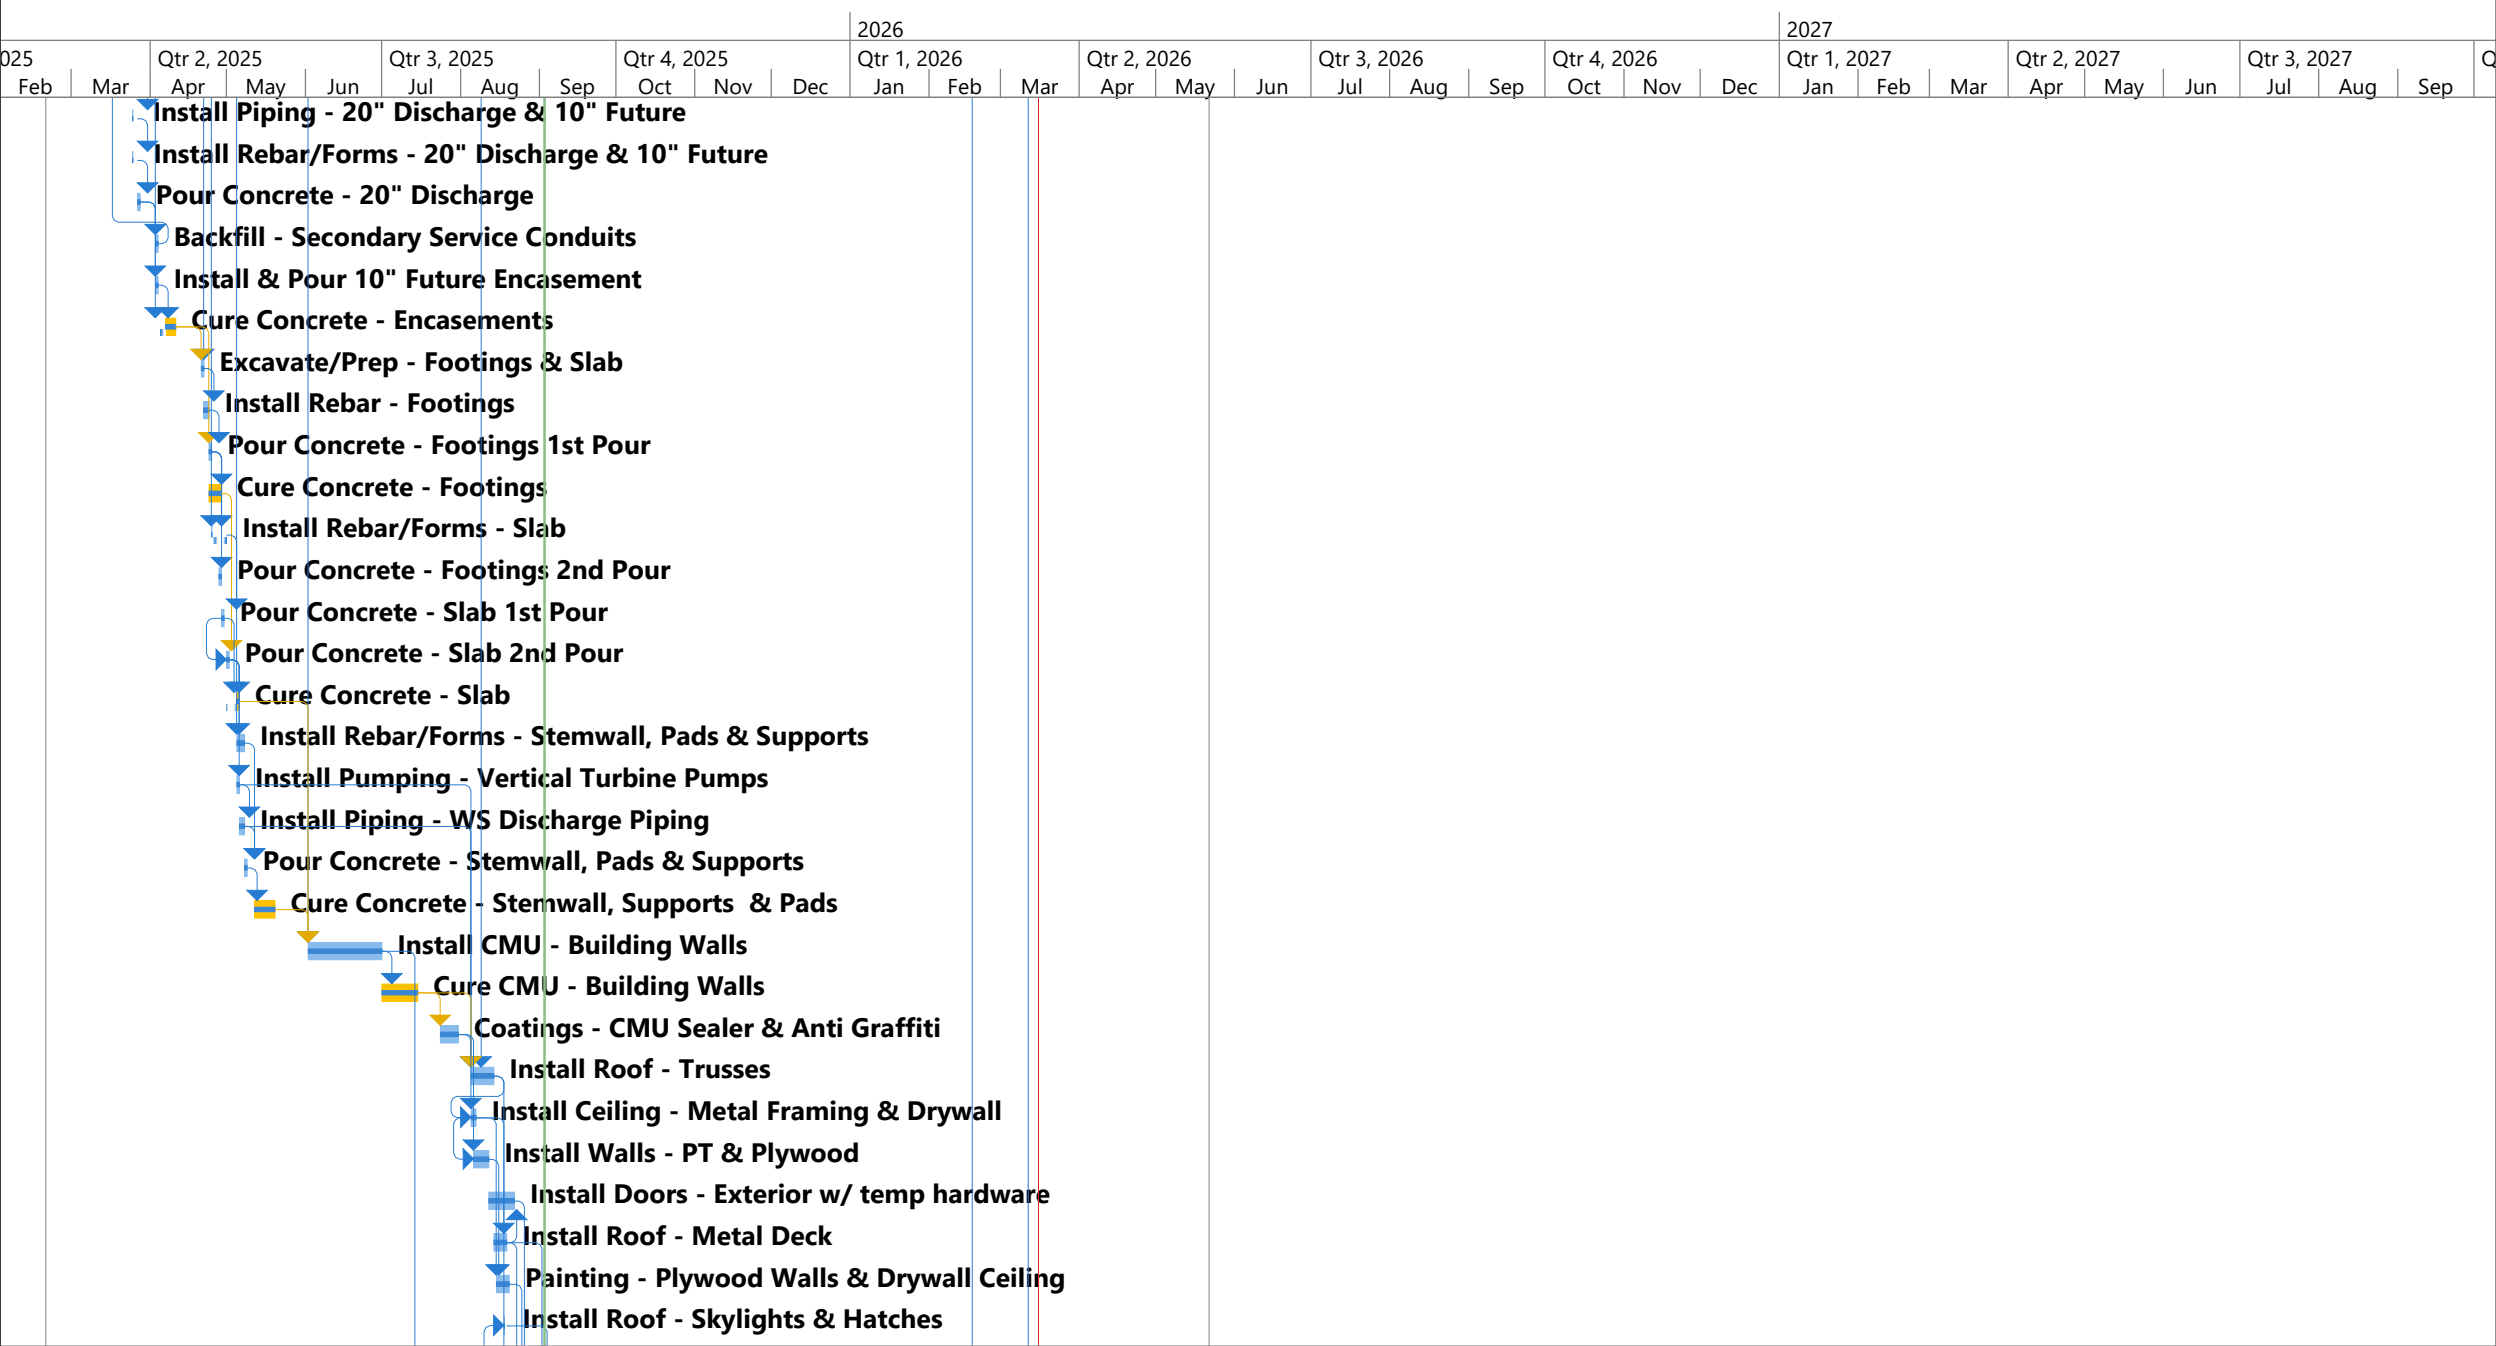 2026 2027
025 Qtr 2, 2025 Qtr 3, 2025 Qtr 4, 2025 Qtr 1, 2026 Qtr 2, 2026 Qtr 3, 2026 Qtr 4, 2026 Qtr 1, 2027 Qtr 2, 2027 Qtr 3, 2027 Q
Feb Mar Apr May Jun Jul Aug Sep Oct Nov Dec Jan Feb Mar Apr May Jun Jul Aug Sep Oct Nov Dec Jan Feb Mar Apr May Jun Jul Aug Sep
Install Piping - 20" Discharge & 10" Future
Install Rebar/Forms - 20" Discharge & 10" Future
Pour Concrete - 20" Discharge
Backfill - Secondary Service Conduits
Install & Pour 10" Future Encasement
Cure Concrete - Encasements
Excavate/Prep - Footings & Slab
Install Rebar - Footings
Pour Concrete - Footings 1st Pour
Cure Concrete - Footings
Install Rebar/Forms - Slab
Pour Concrete - Footings 2nd Pour
Pour Concrete - Slab 1st Pour
Pour Concrete - Slab 2nd Pour
Cure Concrete - Slab
Install Rebar/Forms - Stemwall, Pads & Supports
Install Pumping - Vertical Turbine Pumps
Install Piping - WS Discharge Piping
Pour Concrete - Stemwall, Pads & Supports
Cure Concrete - Stemwall, Supports  & Pads
Install CMU - Building Walls
Cure CMU - Building Walls
Coatings - CMU Sealer & Anti Graffiti
Install Roof - Trusses
Install Ceiling - Metal Framing & Drywall
Install Walls - PT & Plywood
Install Doors - Exterior w/ temp hardware
Install Roof - Metal Deck
Painting - Plywood Walls & Drywall Ceiling
Install Roof - Skylights & Hatches